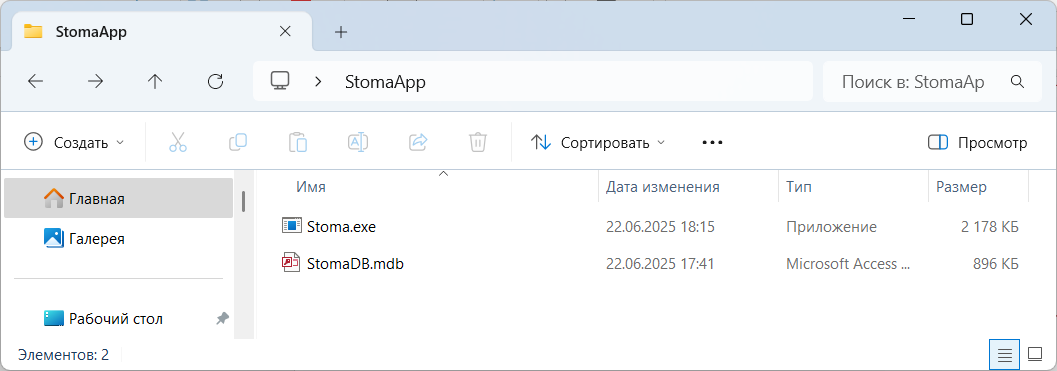 StomaApp
StomaApp Поиск в: StomaAp
Создать Сортировать Просмотр
Главная
Галерея
Рабочий стол
Имя Дата изменения Тип Размер
Stoma.exe 22.06.2025 18:15 Приложение 2 178 КБ
StomaDB.mdb 22.06.2025 17:41 Microsoft Access ... 896 КБ
Элементов: 2